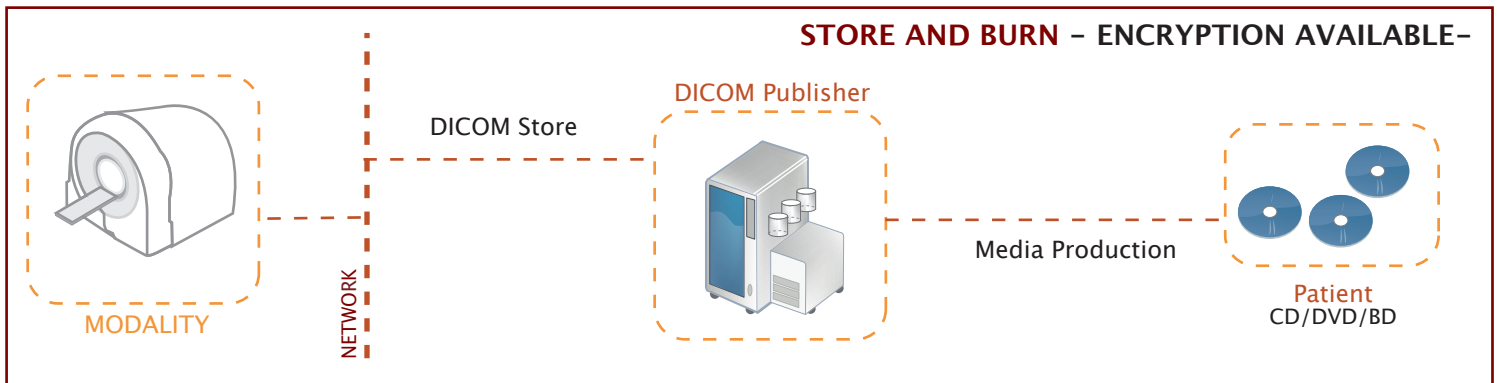 STORE AND BURN – ENCRYPTION AVAILABLE–
DICOM Publisher
DICOM Store
Media Production
MODALITY
NETWORK
Patient
CD/DVD/BD